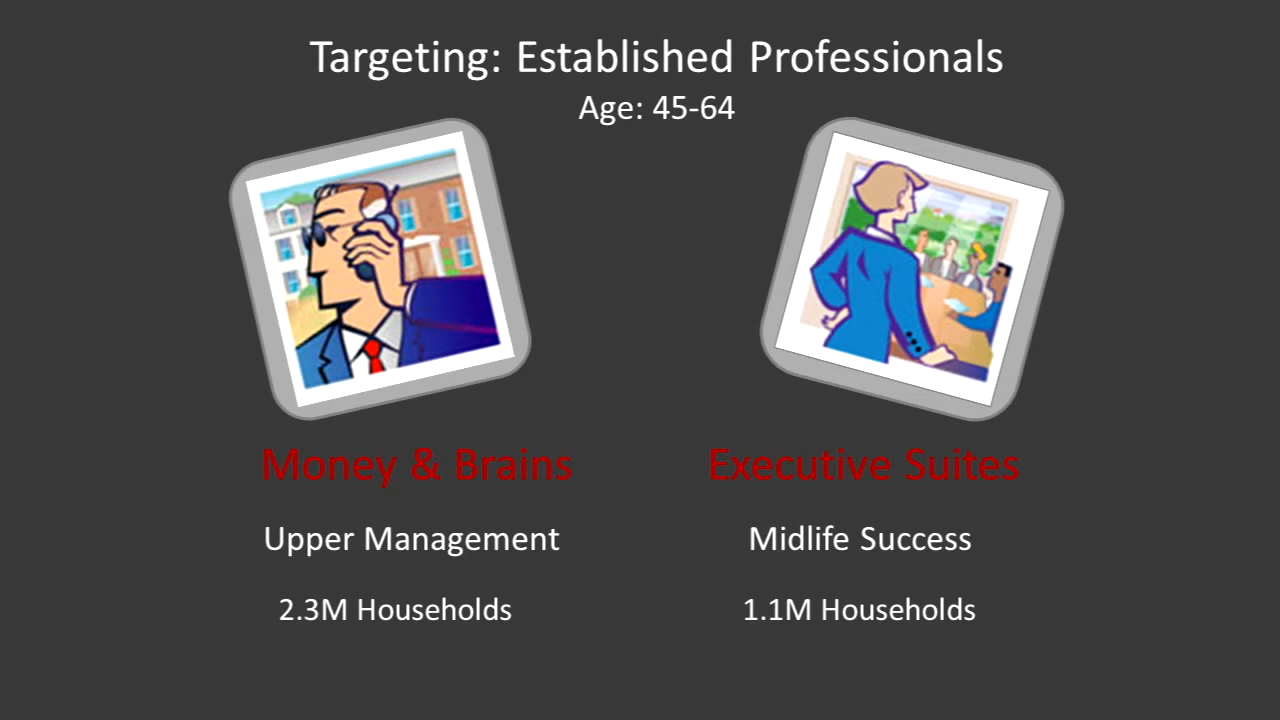 Targeting: Established Professionals
Age: 45-64
Money & Brains
Executive Suites
Upper Management
Midlife Success
2.3M Households
1.1M Households